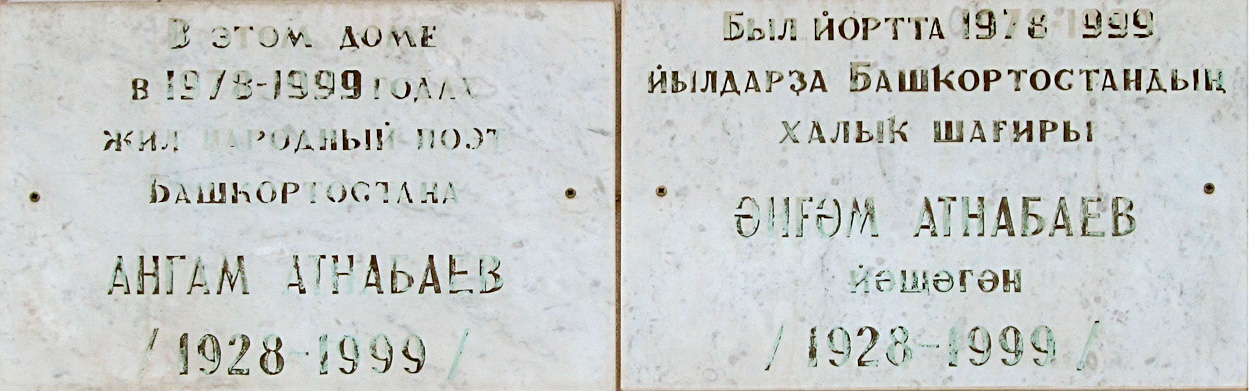 В ЭТОМ ДОМЕ
В 1978-1999 ГОДАХ
ЖИЛ НАРОДНЫЙ ПОЭТ
БАШКОРТОСТАНА
АНГАМ АТНАБАЕВ
/1928-1999/
БЫЛ ЙОРТТА 1978-1999
ЙЫЛДАРҘА БАШҠОРТОСТАНДЫҢ
ХАЛЫҠ ШАҒИРЫ
ӘНҒӘМ АТНАБАЕВ
ЙӘШӘГӘН
/1928-1999/